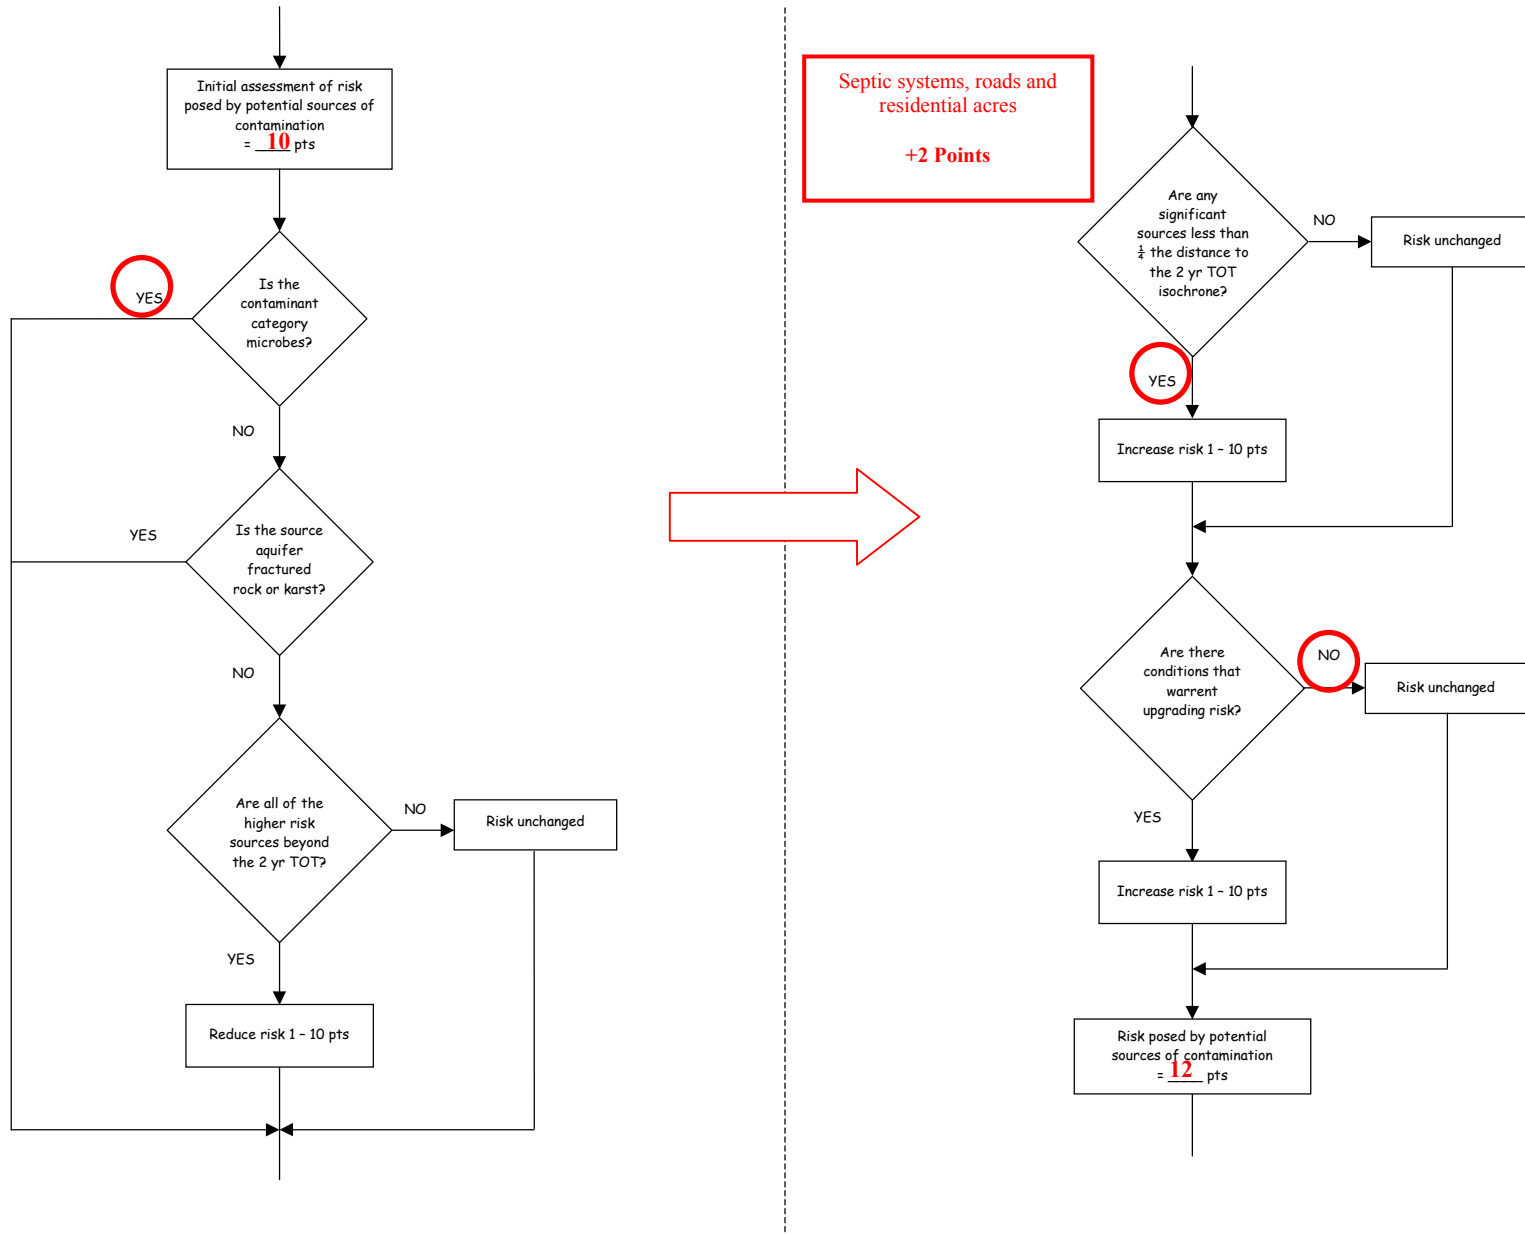 Initial assessment of risk
posed by potential sources of
contamination
= 10 pts
Is the
contaminant
category
microbes?
YES
NO
Is the source
aquifer
fractured
rock or karst?
YES
NO
Are all of the
higher risk
sources beyond
the 2 yr TOT?
NO
Risk unchanged
YES
Reduce risk 1 – 10 pts
Septic systems, roads and
residential acres
+2 Points
Are any
significant
sources less than
¼ the distance to
the 2 yr TOT
isochrone?
NO
Risk unchanged
YES
Increase risk 1 – 10 pts
Are there
conditions that
warrent
upgrading risk?
NO
Risk unchanged
YES
Increase risk 1 – 10 pts
Risk posed by potential
sources of contamination
= 12 pts